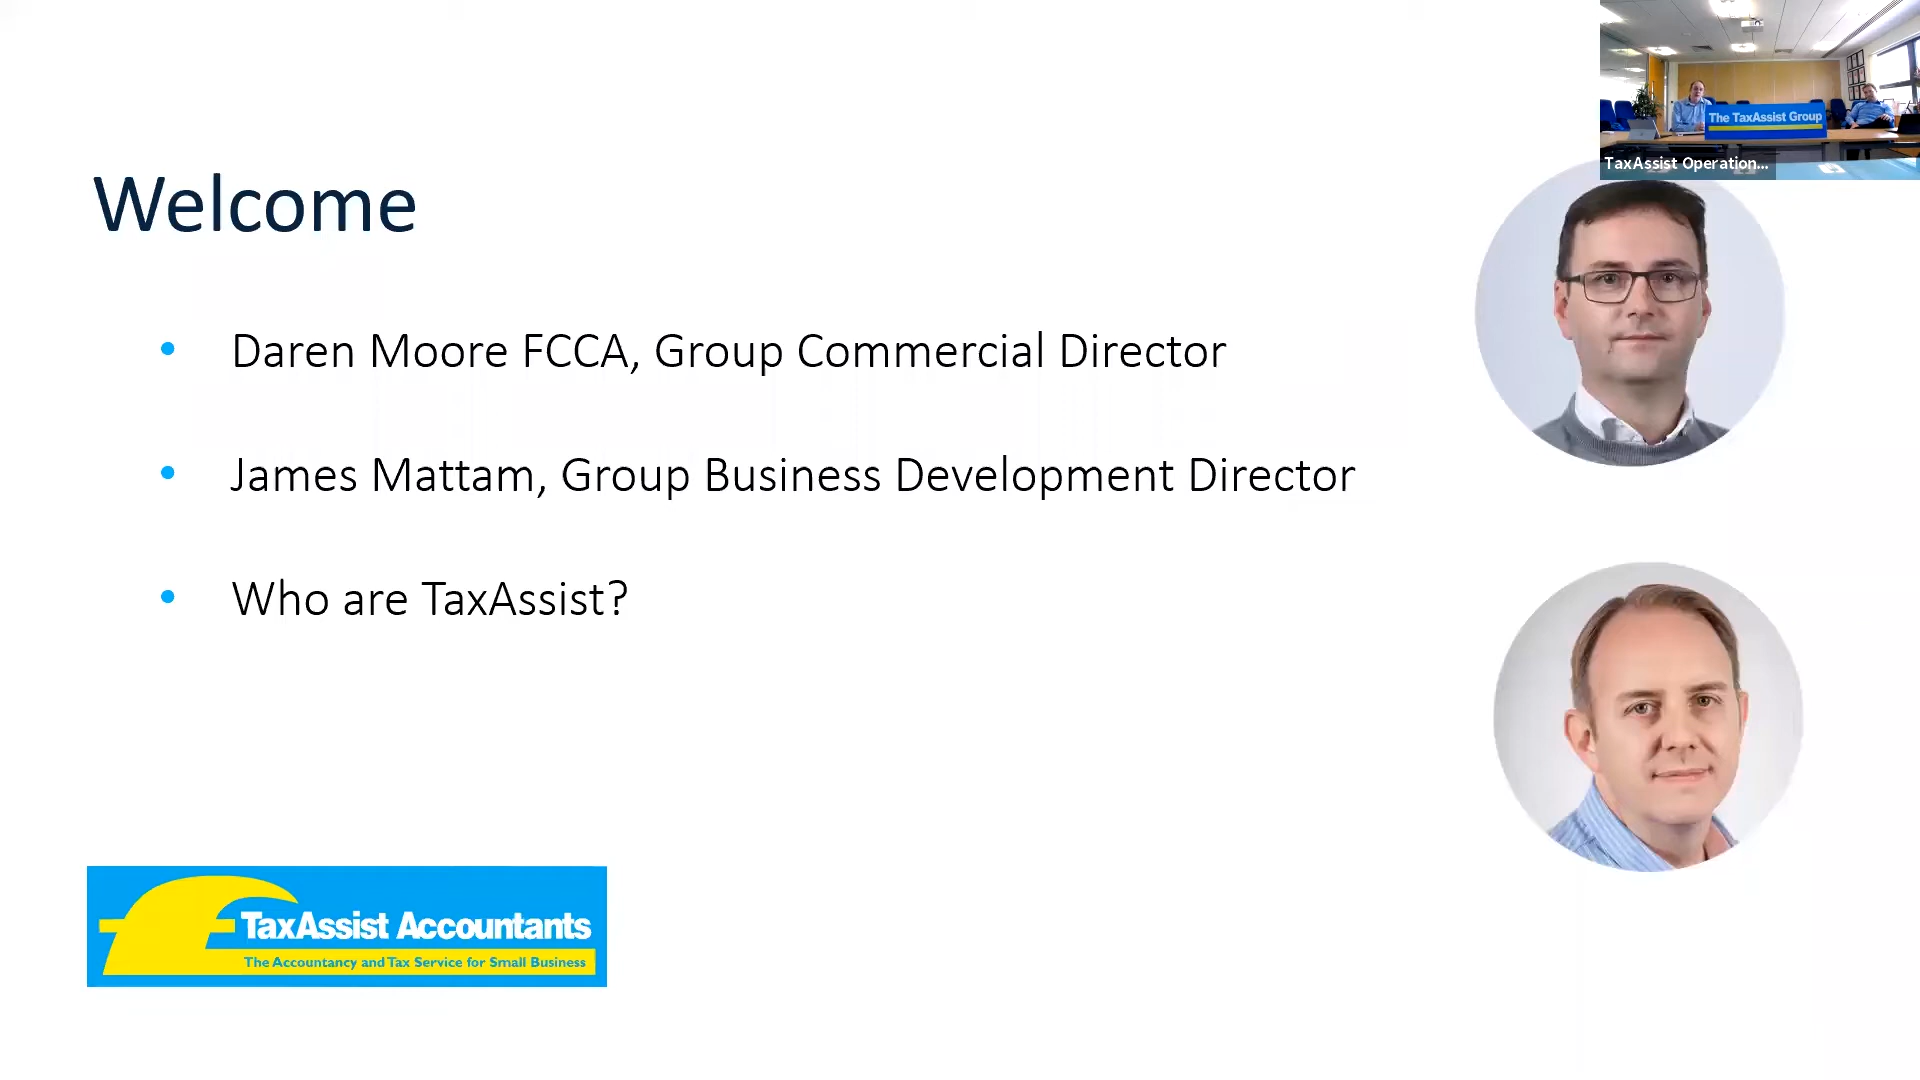 The TaxAssist Group
TaxAssist Operation...
Welcome
• Daren Moore FCCA, Group Commercial Director
• James Mattam, Group Business Development Director
• Who are TaxAssist?
TaxAssist Accountants
The Accountancy and Tax Service for Small Business